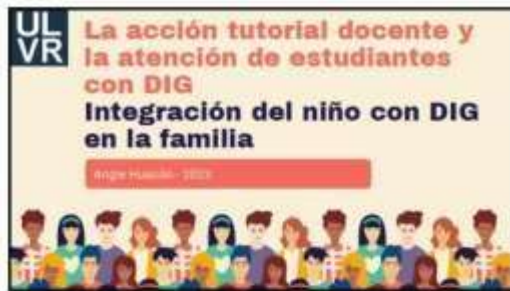 UL
VR
La acción tutorial docente y
la atención de estudiantes
con DIG
Integración del niño con DIG
en la familia
Angie